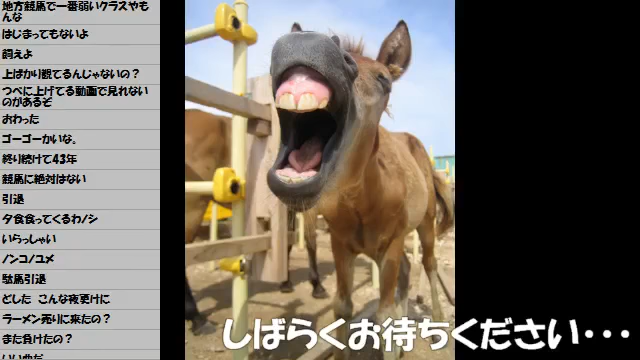 地方競馬で一番弱いクラスやも
んな
はじまってもないよ
飼えよ
上ばかり観てるんじゃないの？
つべに上げてる動画で見れない
のがあるぞ
おわった
ゴーゴーかいな。
終り続けて43年
競馬に絶対はない
引退
夕食食ってくるわノシ
いらっしゃい
ノンコノユメ
駄馬引退
どした　こんな夜更けに
ラーメン売りに来たの？
また負けたの？
しばらくお待ちください・・・